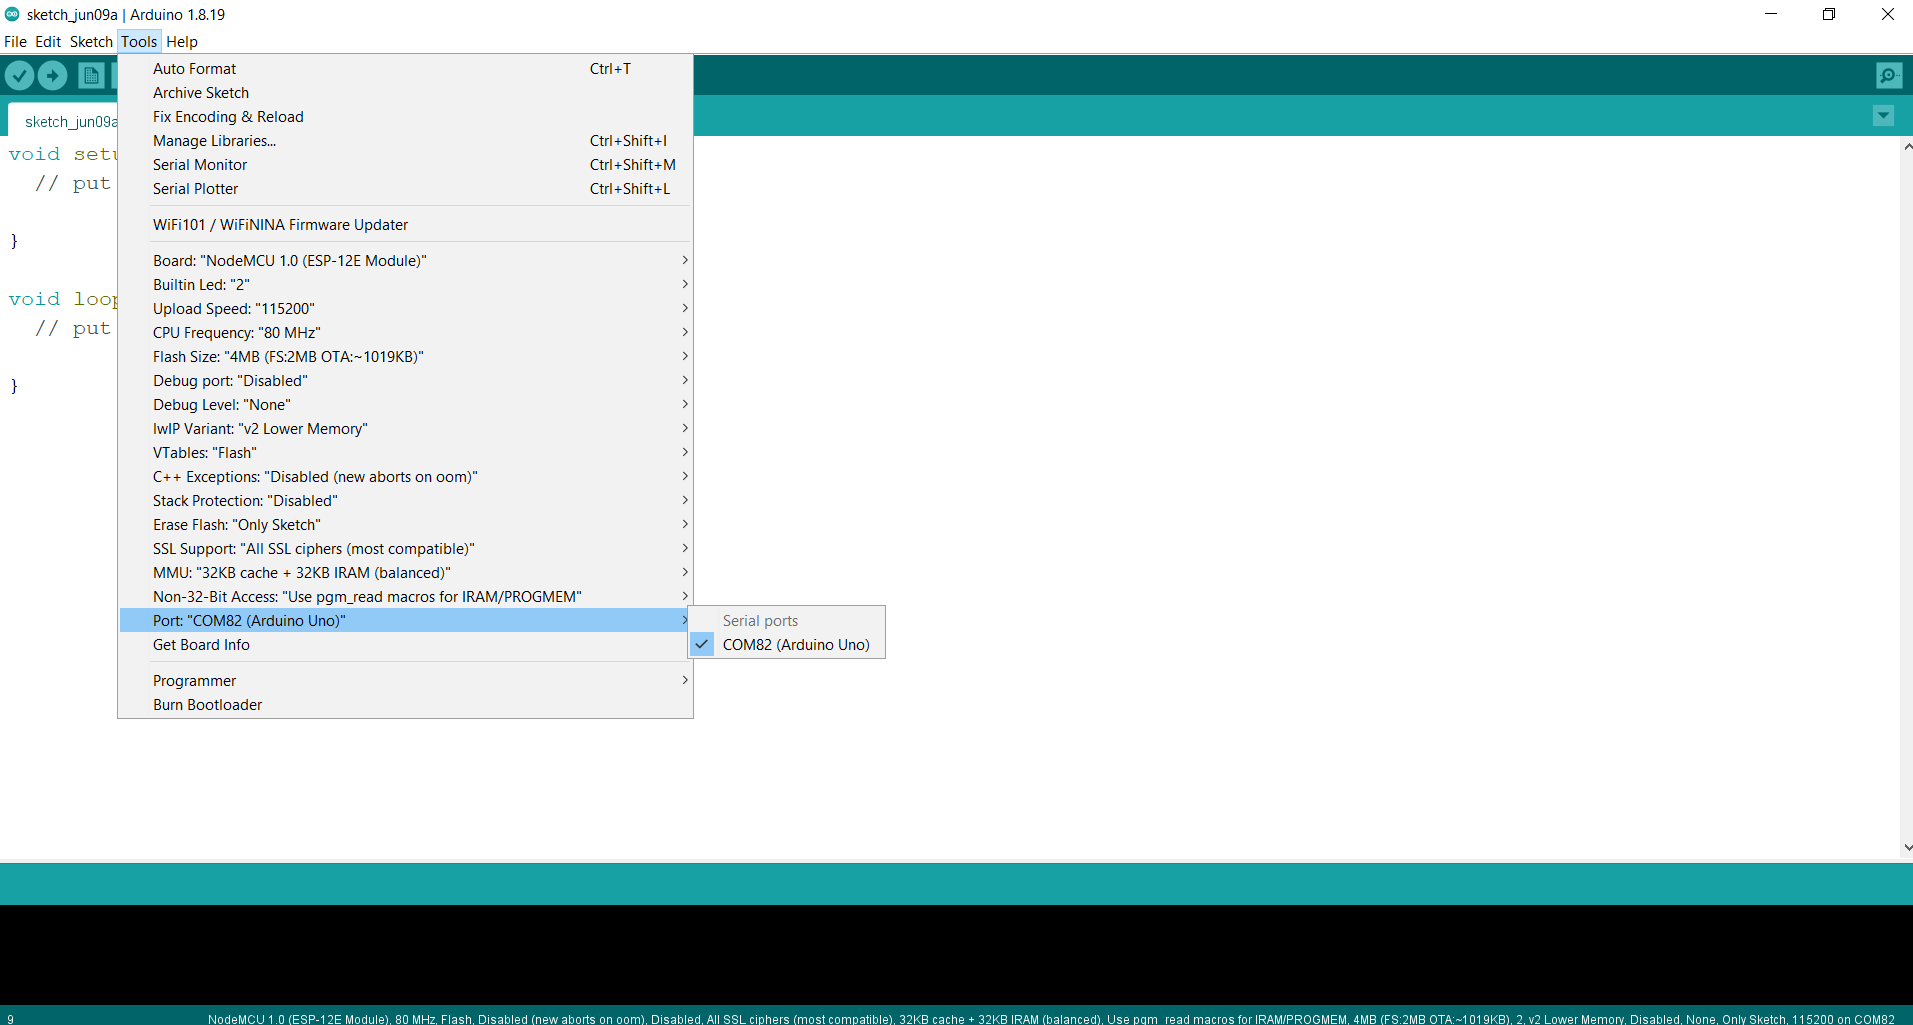 sketch_jun09a | Arduino 1.8.19
File Edit Sketch Tools Help
Auto Format Ctrl+T
Archive Sketch
Fix Encoding & Reload
Manage Libraries... Ctrl+Shift+I
Serial Monitor Ctrl+Shift+M
Serial Plotter Ctrl+Shift+L
WiFi101 / WiFiNINA Firmware Updater
Board: "NodeMCU 1.0 (ESP-12E Module)"
Builtin Led: "2"
Upload Speed: "115200"
CPU Frequency: "80 MHz"
Flash Size: "4MB (FS:2MB OTA:~1019KB)"
Debug port: "Disabled"
Debug Level: "None"
lwIP Variant: "v2 Lower Memory"
VTables: "Flash"
C++ Exceptions: "Disabled (new aborts on oom)"
Stack Protection: "Disabled"
Erase Flash: "Only Sketch"
SSL Support: "All SSL ciphers (most compatible)"
MMU: "32KB cache + 32KB IRAM (balanced)"
Non-32-Bit Access: "Use pgm_read macros for IRAM/PROGMEM"
Port: "COM82 (Arduino Uno)"
Get Board Info
Programmer
Burn Bootloader
Serial ports
COM82 (Arduino Uno)
sketch_jun09a
void setu
// put
}
void loop
// put
}
9 NodeMCU 1.0 (ESP-12E Module), 80 MHz, Flash, Disabled (new aborts on oom), Disabled, All SSL ciphers (most compatible), 32KB cache + 32KB IRAM (balanced), Use pgm_read macros for IRAM/PROGMEM, 4MB (FS:2MB OTA:~1019KB), 2, v2 Lower Memory, Disabled, None, Only Sketch, 115200 on COM82